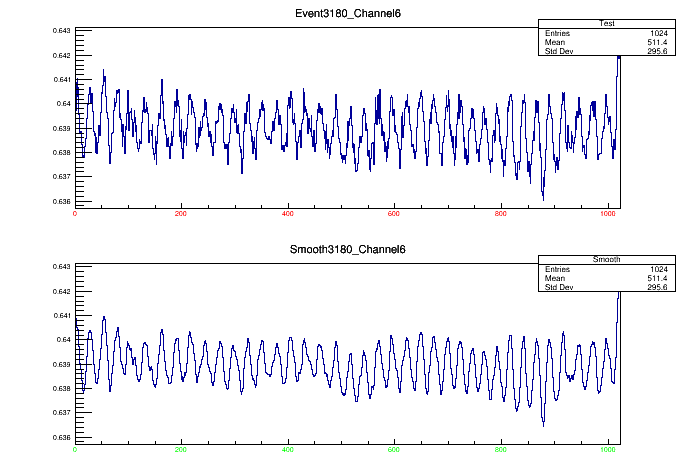 Event3180_Channel6
Test
Entries 1024
Mean 511.4
Std Dev 295.6
0.643
0.642
0.641
0.64
0.639
0.638
0.637
0.636
0 200 400 600 800 1000
Smooth3180_Channel6
Smooth
Entries 1024
Mean 511.4
Std Dev 295.6
0.643
0.642
0.641
0.64
0.639
0.638
0.637
0.636
0 200 400 600 800 1000